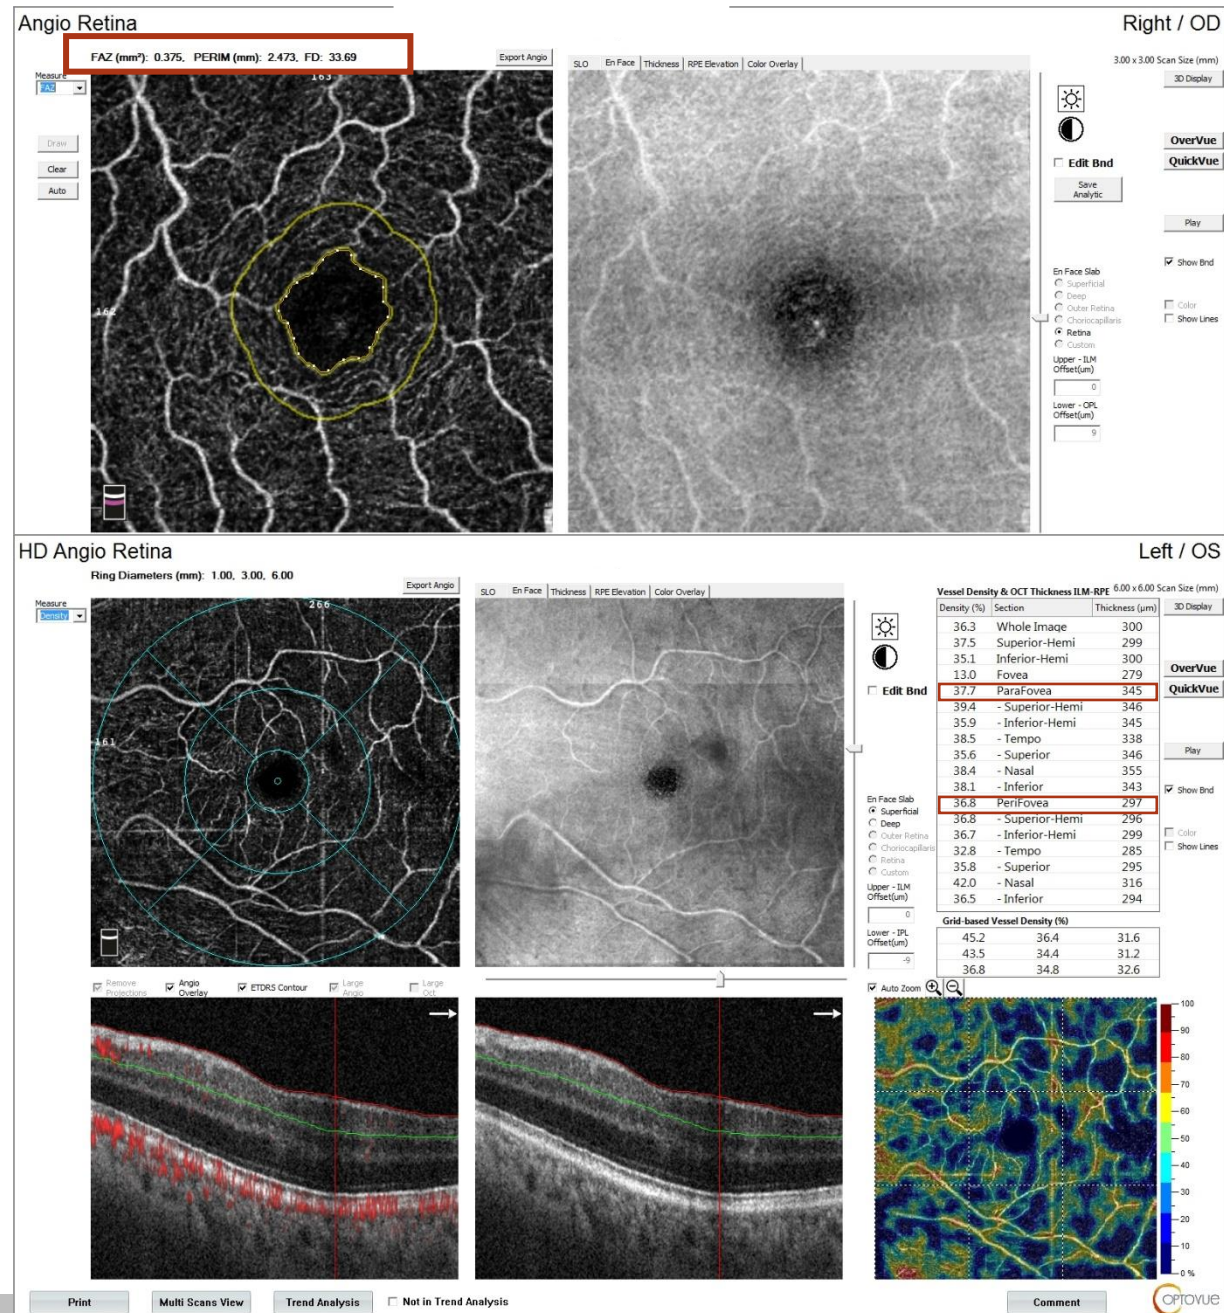 Angio Retina
Right / OD
FAZ (mm²): 0.375, PERIM (mm): 2.473, FD: 33.69
Export Angio
SLO En Face Thickness RPE Elevation Color Overlay
3.00 x 3.00 Scan Size (mm)
Measure
FAZ
3D Display
163
Draw
Clear
Auto
OverVue
QuickVue
Edit Bnd
Save
Analytic
Play
Show Bnd
En Face Slab
Superficial
Deep
Outer Retina
Choriocapillaris
Retina
Custom
Color
Show Lines
162
Upper - ILM
Offset(um)
0
Lower - OPL
Offset(um)
9
HD Angio Retina
Left / OS
Ring Diameters (mm): 1.00, 3.00, 6.00
Export Angio
SLO En Face Thickness RPE Elevation Color Overlay
Vessel Density & OCT Thickness ILM-RPE 6.00 x 6.00 Scan Size (mm)
Measure
Density
266
161
Density (%) Section Thickness (µm)
36.3 Whole Image 300
37.5 Superior-Hemi 299
35.1 Inferior-Hemi 300
13.0 Fovea 279
37.7 ParaFovea 345
39.4 - Superior-Hemi 346
35.9 - Inferior-Hemi 345
38.5 - Tempo 338
35.6 - Superior 346
38.4 - Nasal 355
38.1 - Inferior 343
36.8 PeriFovea 297
36.8 - Superior-Hemi 296
36.7 - Inferior-Hemi 299
32.8 - Tempo 285
35.8 - Superior 295
42.0 - Nasal 316
36.5 - Inferior 294
3D Display
OverVue
QuickVue
Edit Bnd
Play
Show Bnd
En Face Slab
Superficial
Deep
Outer Retina
Choriocapillaris
Retina
Custom
Color
Show Lines
Upper - ILM
Offset(um)
0
Lower - IPL
Offset(um)
-9
Grid-based Vessel Density (%)
45.2 36.4 31.6
43.5 34.4 31.2
36.8 34.8 32.6
Remove
Projections
Angio
Overlay
ETDRS Contour
Large
Angio
Large
Oct
Auto Zoom
100
90
80
70
60
50
40
30
20
10
0 %
Print
Multi Scans View
Trend Analysis
Not in Trend Analysis
Comment
OPTOVUE